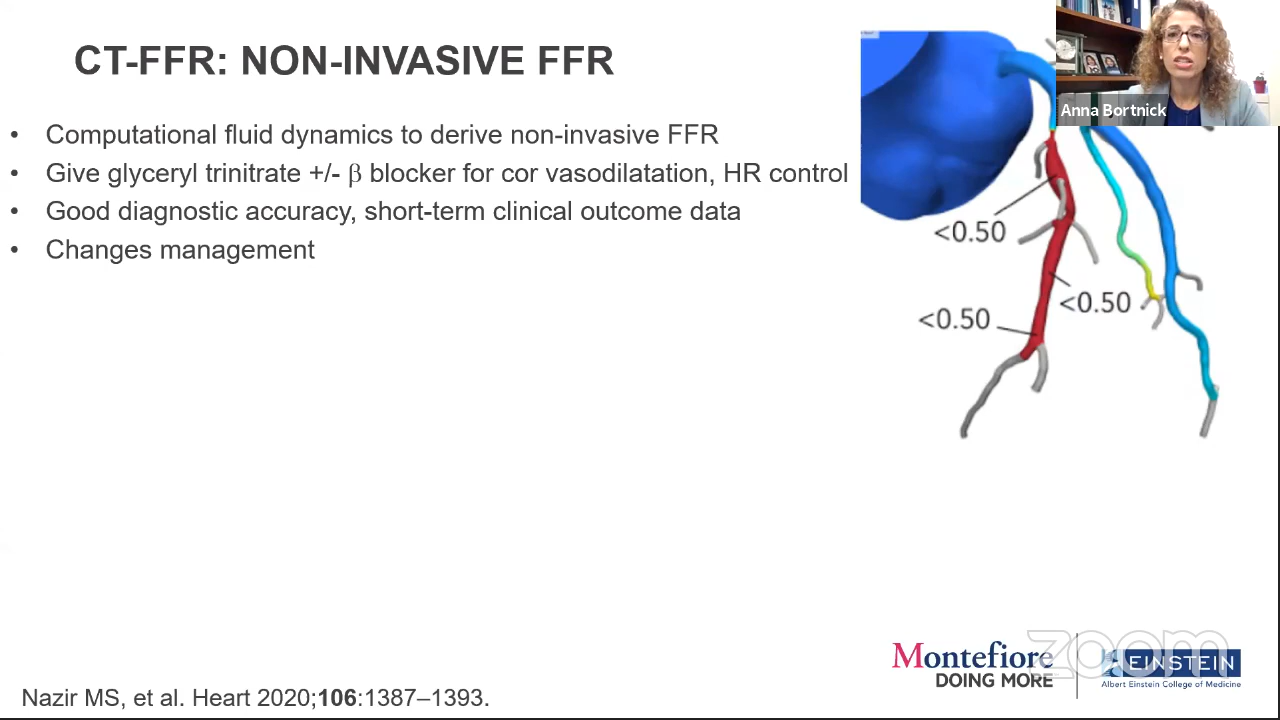 CT-FFR: NON-INVASIVE FFR
Anna Bortnick
• Computational fluid dynamics to derive non-invasive FFR
• Give glyceryl trinitrate +/- β blocker for cor vasodilatation, HR control
• Good diagnostic accuracy, short-term clinical outcome data
• Changes management
<0.50
<0.50
<0.50
zoom
Montefiore
DOING MORE
EINSTEIN
Albert Einstein College of Medicine
Nazir MS, et al. Heart 2020;106:1387–1393.